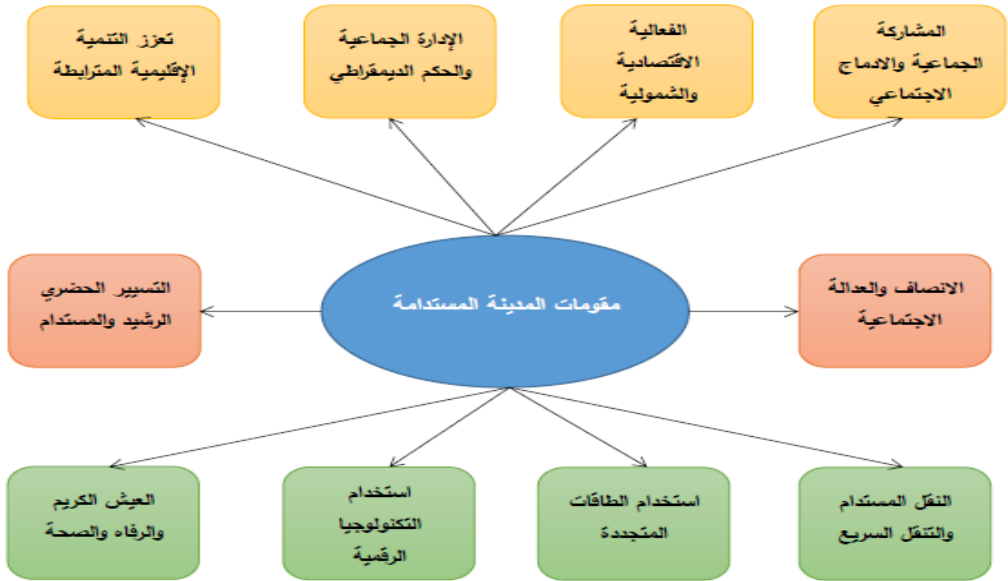 المشاركة
الجماعية والادماج
الاجتماعي
الفعالية
الاقتصادية
والشمولية
الإدارة الجماعية
والحكم الديمقراطي
تعزز التنمية
الإقليمية المترابطة
الانصاف والعدالة
الاجتماعية
مقومات المدينة المستدامة
التسيير الحضري
الرشيد والمستدام
النقل المستدام
والتنقل السريع
استخدام الطاقات
المتجددة
استخدام
التكنولوجيا
الرقمية
العيش الكريم
والرفاه والصحة